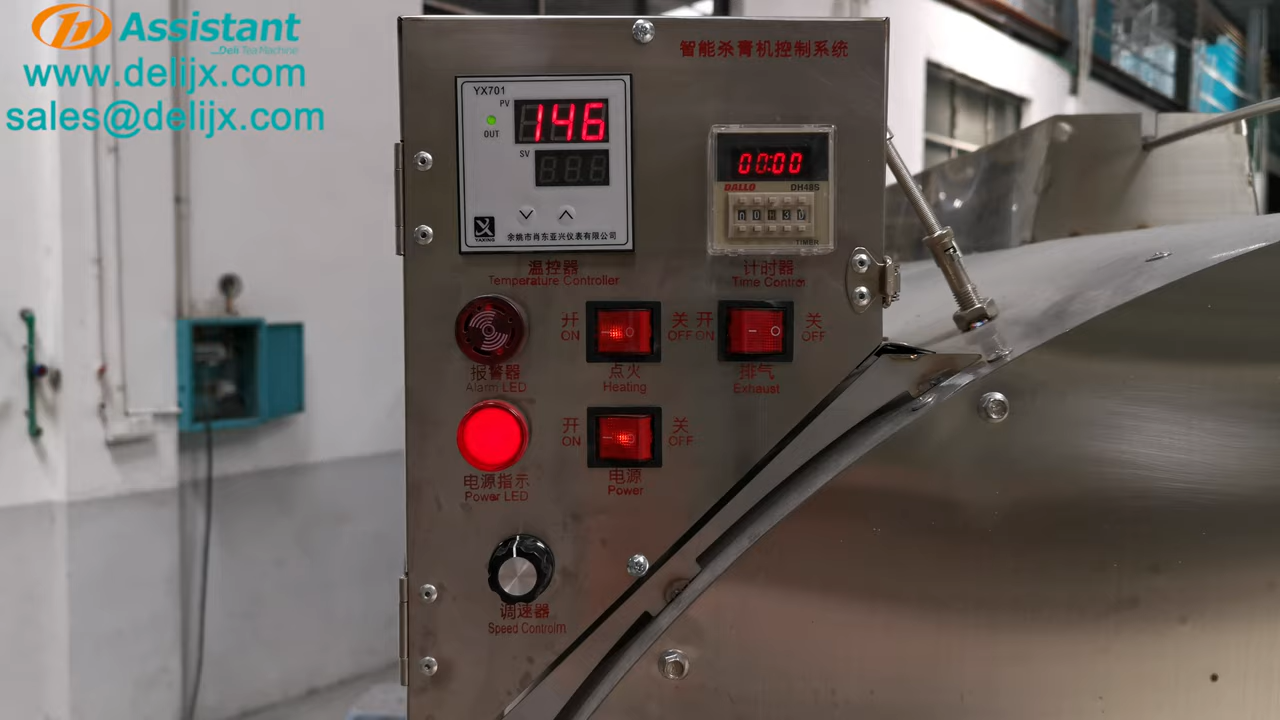 Assistant
...Deli Tea Machine
www.delijx.com
sales@delijx.com
智能杀青机控制系统
YX701
PV
146
OUT
SV
YAXING
余姚市肖东亚兴仪表有限公司
温控器
Temperature Controller
00:00
DALLO DH48S
TIMER
计时器
Time Control
开 关
ON OFF
开 关
ON OFF
报警器
Alarm LED
点火
Heating
排气
Exhaust
开 关
ON OFF
电源指示
Power LED
电源
Power
调速器
Speed Controlm